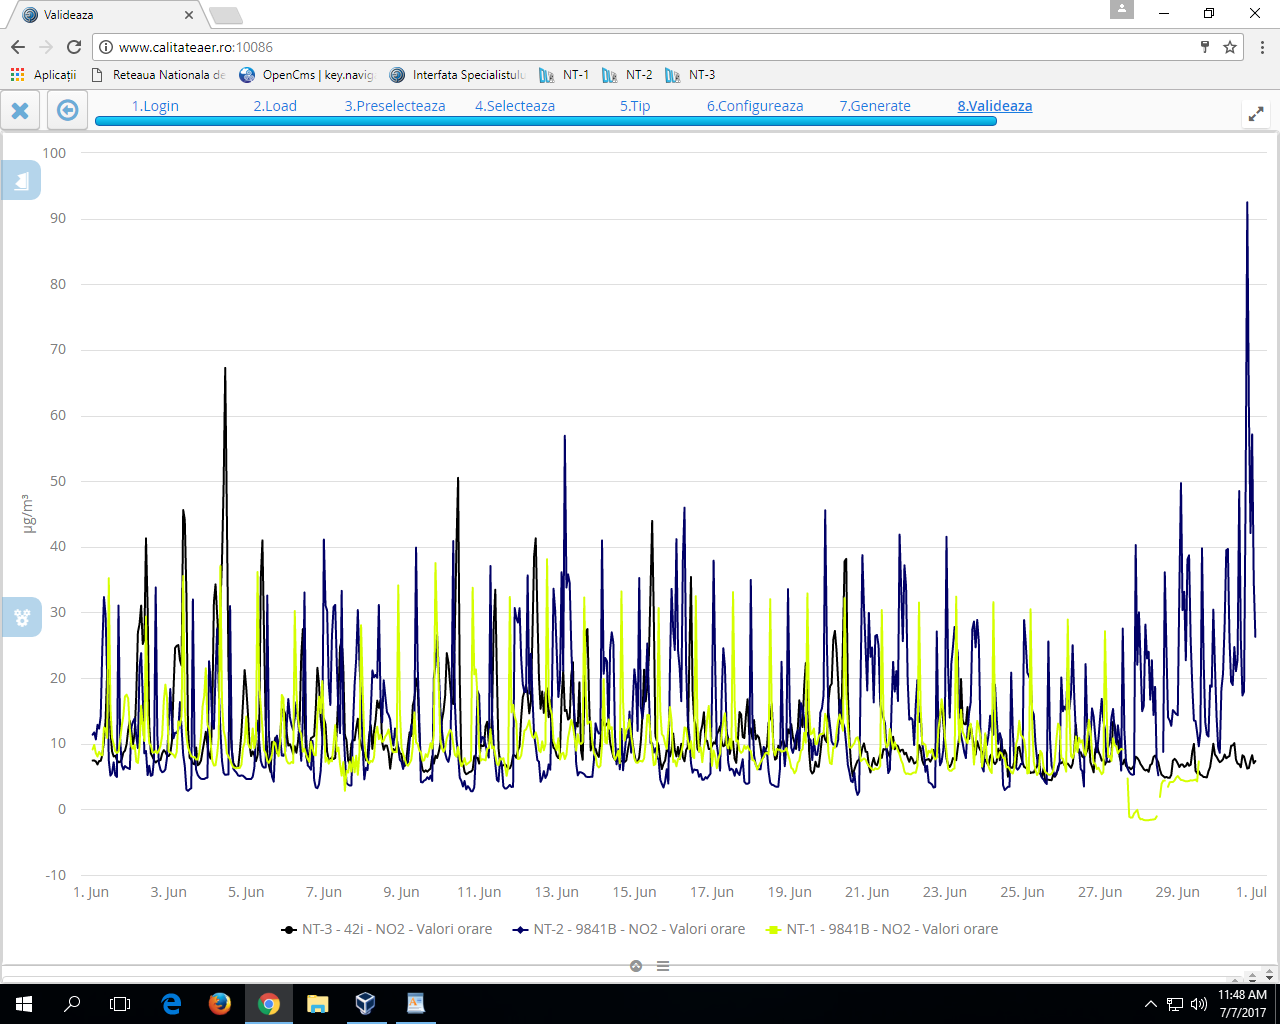 Valideaza
www.calitateaer.ro:10086
Aplicații
Reteaua Nationala de
OpenCms | key.navig
Interfata Specialistulu
NT-1
NT-2
NT-3
1.Login
2.Load
3.Preselecteaza
4.Selecteaza
5.Tip
6.Configureaza
7.Generate
8.Valideaza
100
90
80
70
60
50
40
30
20
10
0
-10
µg/m³
1. Jun
3. Jun
5. Jun
7. Jun
9. Jun
11. Jun
13. Jun
15. Jun
17. Jun
19. Jun
21. Jun
23. Jun
25. Jun
27. Jun
29. Jun
1. Jul
NT-3 - 42i - NO2 - Valori orare
NT-2 - 9841B - NO2 - Valori orare
NT-1 - 9841B - NO2 - Valori orare
11:48 AM
7/7/2017